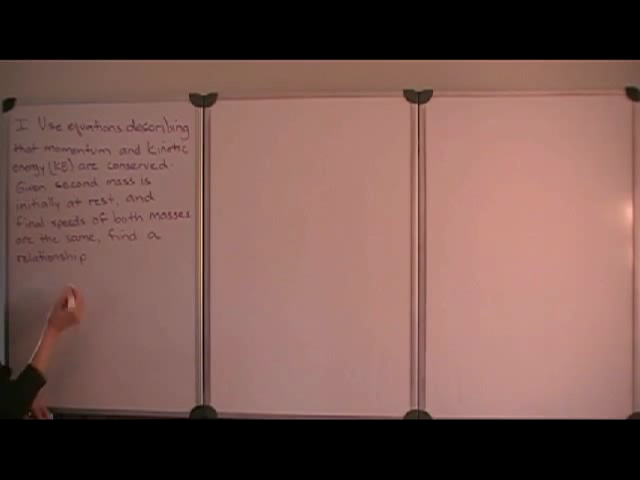 I. Use equations describing
that momentum and kinetic
energy (KE) are conserved.
Given second mass is
initially at rest, and
final speeds of both masses
are the same, find a
relationship